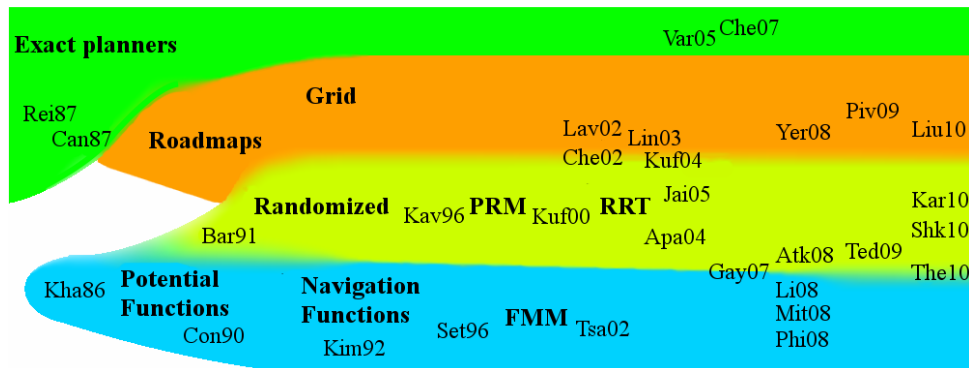 Exact planners
Var05
Che07
Rei87
Can87
Grid
Roadmaps
Lav02
Lin03
Yer08
Piv09
Liu10
Che02
Kuf04
Randomized
Kav96
PRM
Kuf00
RRT
Jai05
Kar10
Bar91
Apa04
Shk10
Atk08
Ted09
Gay07
The10
Kha86
Potential
Functions
Navigation
Functions
Li08
Mit08
Con90
Kim92
Set96
FMM
Tsa02
Phi08